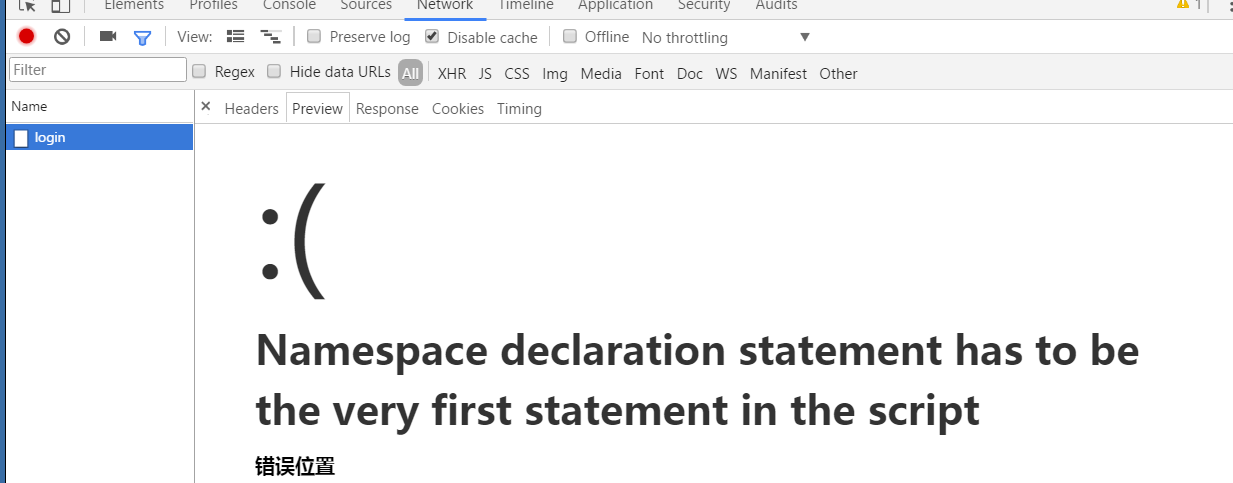 Elements Profiles Console Sources Network Timeline Application Security Audits 1
View: Preserve log Disable cache Offline No throttling
Filter Regex Hide data URLs All XHR JS CSS Img Media Font Doc WS Manifest Other
Name × Headers Preview Response Cookies Timing
login
:(
Namespace declaration statement has to be
the very first statement in the script
错误位置